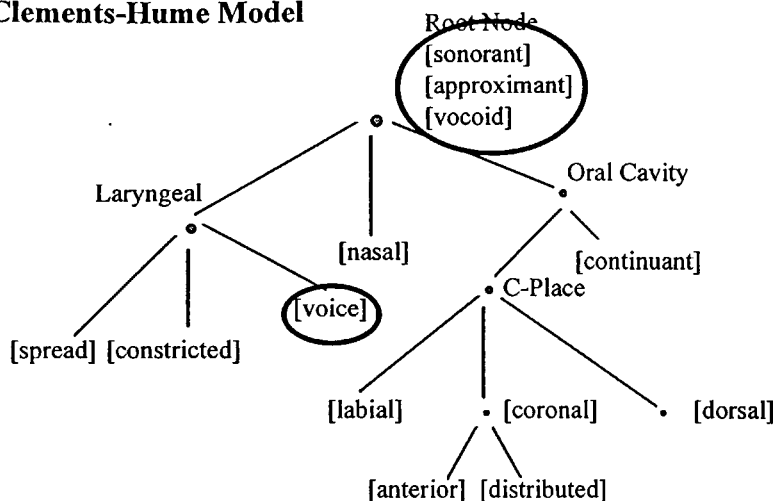 Clements-Hume Model
Root Node
[sonorant]
[approximant]
[vocoid]
Oral Cavity
Laryngeal
[nasal]
[continuant]
C-Place
[voice]
[spread] [constricted]
[labial]
[coronal]
[dorsal]
[anterior] [distributed]